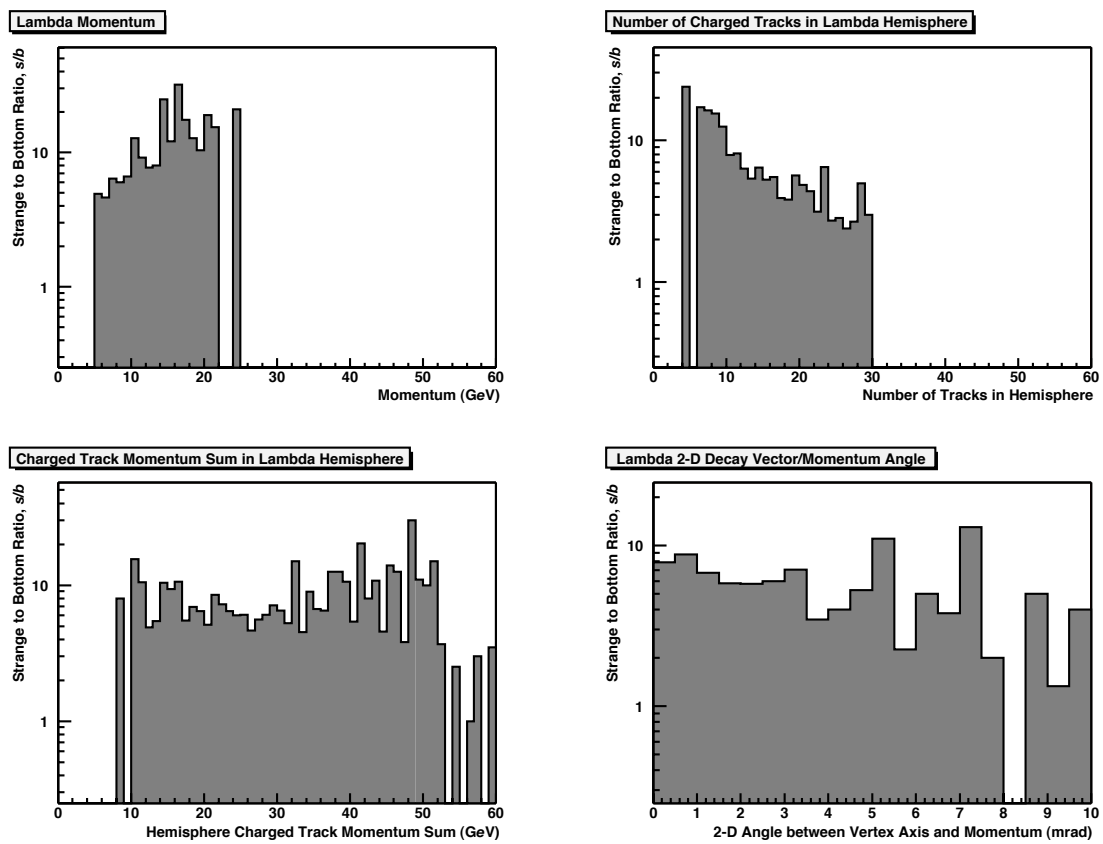 Lambda Momentum
Strange to Bottom Ratio, s/b
10
1
0 10 20 30 40 50 60
Momentum (GeV)
Number of Charged Tracks in Lambda Hemisphere
Strange to Bottom Ratio, s/b
10
1
0 10 20 30 40 50 60
Number of Tracks in Hemisphere
Charged Track Momentum Sum in Lambda Hemisphere
Strange to Bottom Ratio, s/b
10
1
0 10 20 30 40 50 60
Hemisphere Charged Track Momentum Sum (GeV)
Lambda 2-D Decay Vector/Momentum Angle
Strange to Bottom Ratio, s/b
10
1
0 1 2 3 4 5 6 7 8 9 10
2-D Angle between Vertex Axis and Momentum (mrad)